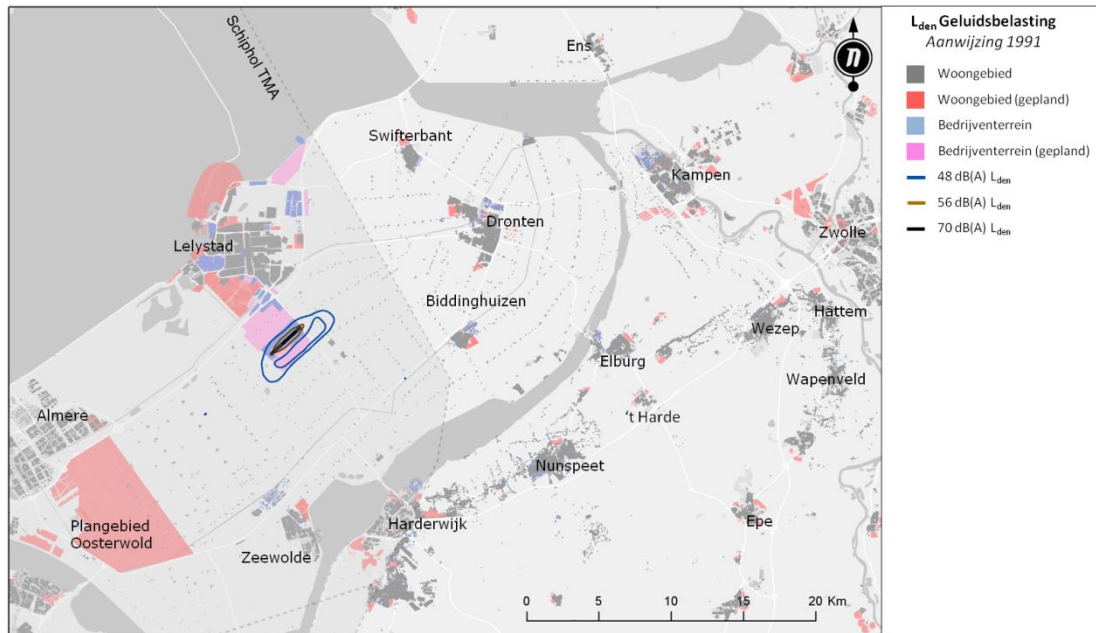 Schiphol TMA
Ens
Swifterbant
Kampen
Dronten
Zwolle
Lelystad
Biddinghuizen
Hattem
Wezep
Elburg
Wapenveld
Almere
't Harde
Nunspeet
Plangebied
Oosterwold
Harderwijk
Epe
Zeewolde
0 5 10 15 20 Km
n
Lden Geluidsbelasting
Aanwijzing 1991
Woongebied
Woongebied (gepland)
Bedrijventerrein
Bedrijventerrein (gepland)
48 dB(A) Lden
56 dB(A) Lden
70 dB(A) Lden